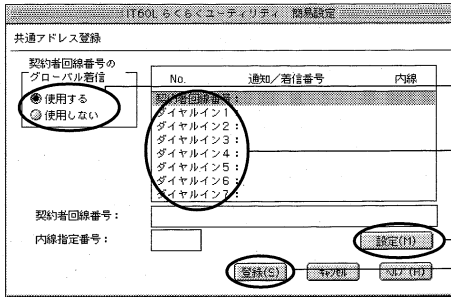 IT60L らくらくユーティリティ 簡易設定
共通アドレス登録
契約者回線番号の
グローバル着信
使用する
使用しない
No. 通知/着信番号 内線
契約者回線番号:
ダイヤルイン1:
ダイヤルイン2:
ダイヤルイン3:
ダイヤルイン4:
ダイヤルイン5:
ダイヤルイン6:
ダイヤルイン7:
契約者回線番号:
内線指定番号:
設定(M)
登録(S) キャンセル ヘルプ(H)